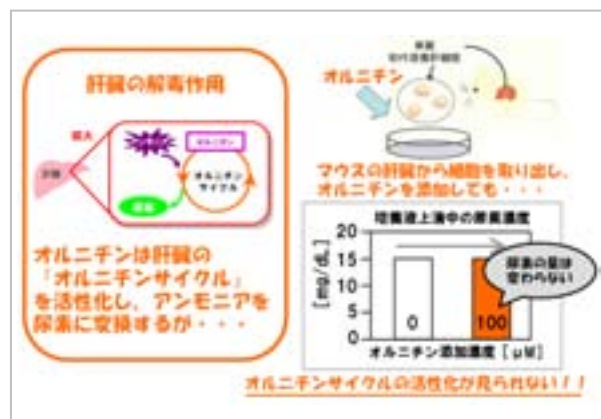 肝臓の解毒作用
拡大
肝臓
オルニチン
オルニチン
サイクル
尿素
オルニチンは肝臓の
「オルニチンサイクル」
を活性化し、アンモニアを
尿素に変換するが・・・
オルニチン
マウスの肝臓から細胞を取り出し、
オルニチンを添加しても・・・
培養液上清中の尿素濃度
[mg/dL]
20
15
10
5
0
0
100
尿素の量は
変わらない
オルニチン添加濃度 [μM]
オルニチンサイクルの活性化が見られない！！